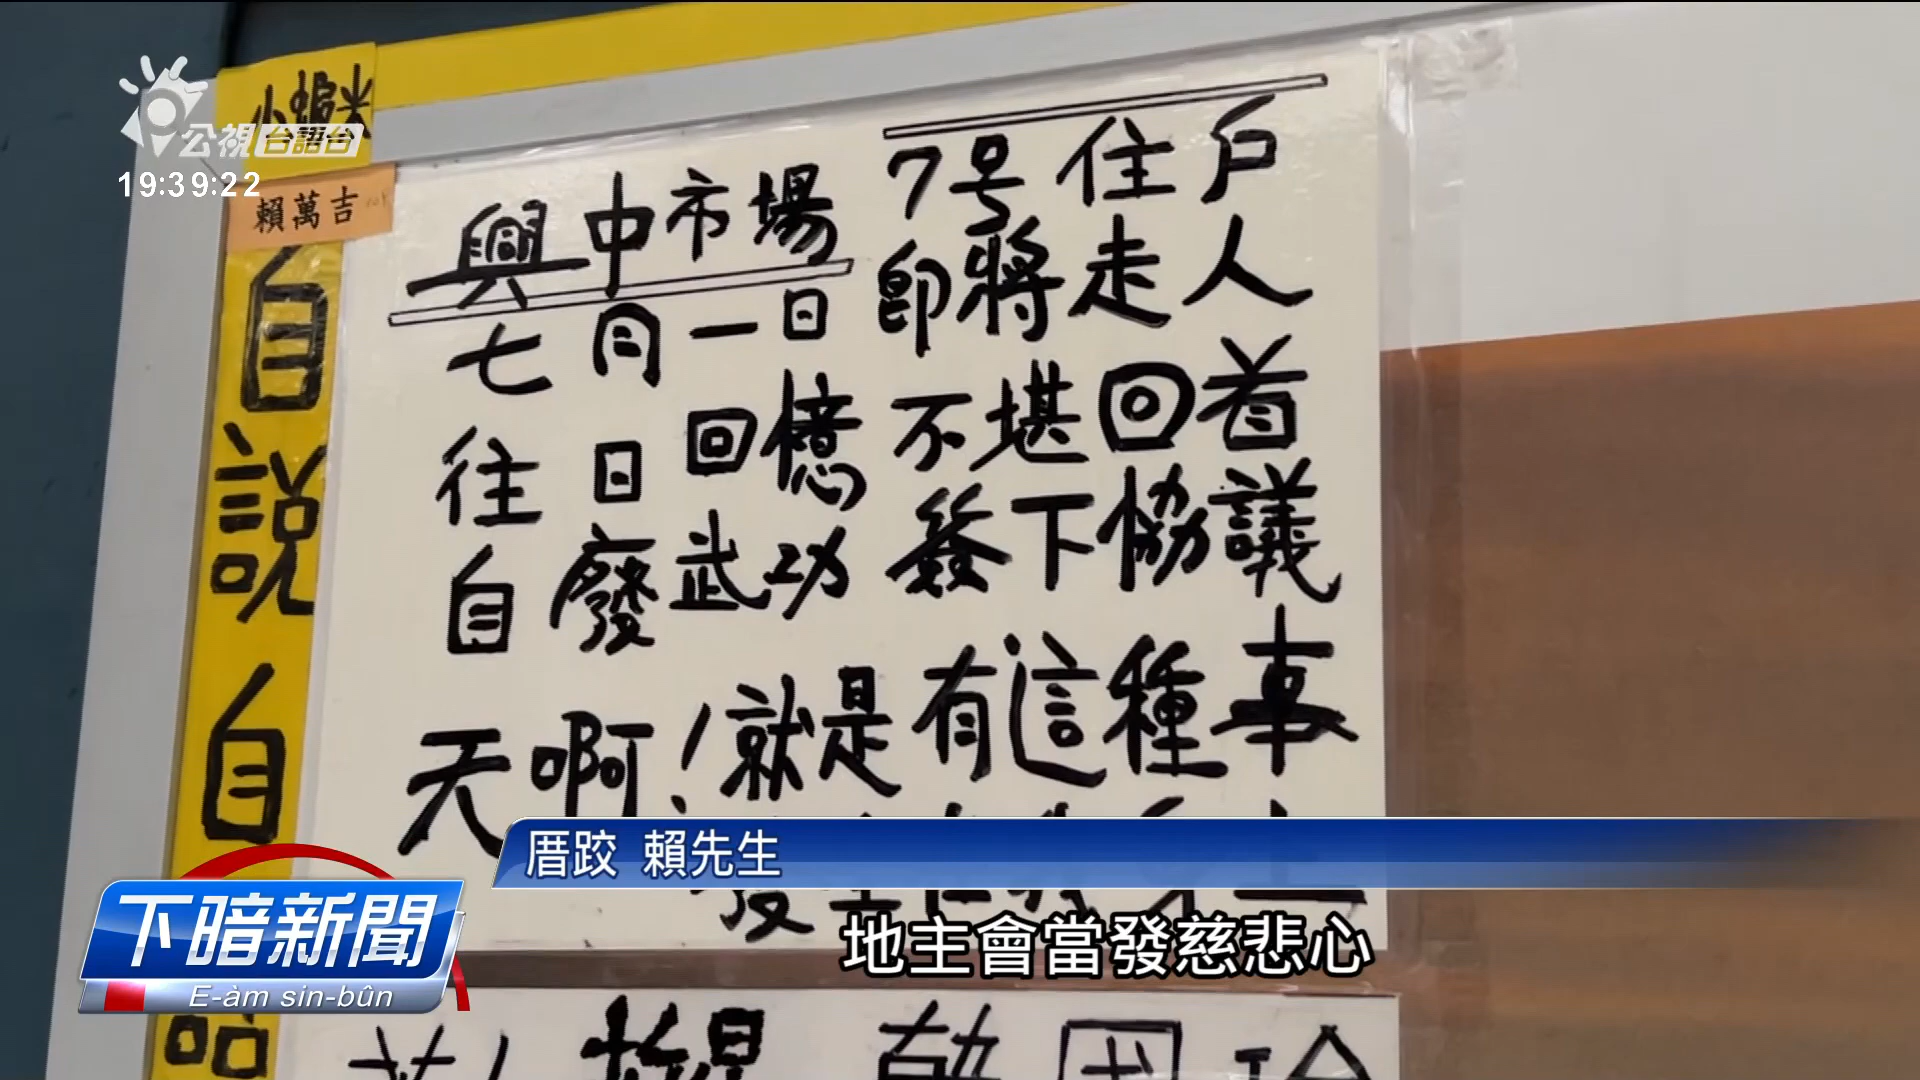 公視台語台
19:39:22
賴萬吉
自說自話
興中市場 7号住戶
七月一日即將走人
往日回憶不堪回首
自廢武功簽下協議
天啊!就是有這種事
厝跤 賴先生
地主會當發慈悲心
下暗新聞
E-àm sin-bûn